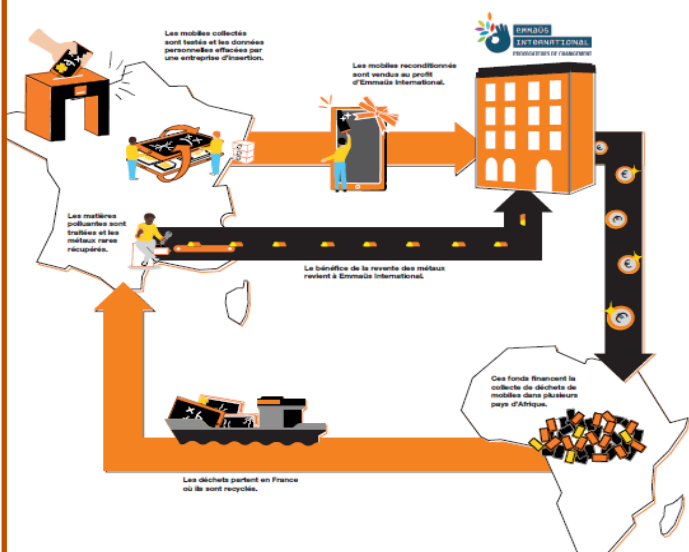 Les mobiles collectés
sont testés et les données
personnelles effacées par
une entreprise d'insertion.
emmaüs
INTERNATIONAL
PROVOCATEURS DE CHANGEMENT
Les mobiles reconditionnés
sont vendus au profit
d'Emmaüs International.
Les matières
polluantes sont
traitées et les
métaux rares
récupérés.
Le bénéfice de la revente des métaux
revient à Emmaüs International.
Ces fonds financent la
collecte de déchets de
mobiles dans plusieurs
pays d'Afrique.
Les déchets partent en France
où ils sont recyclés.